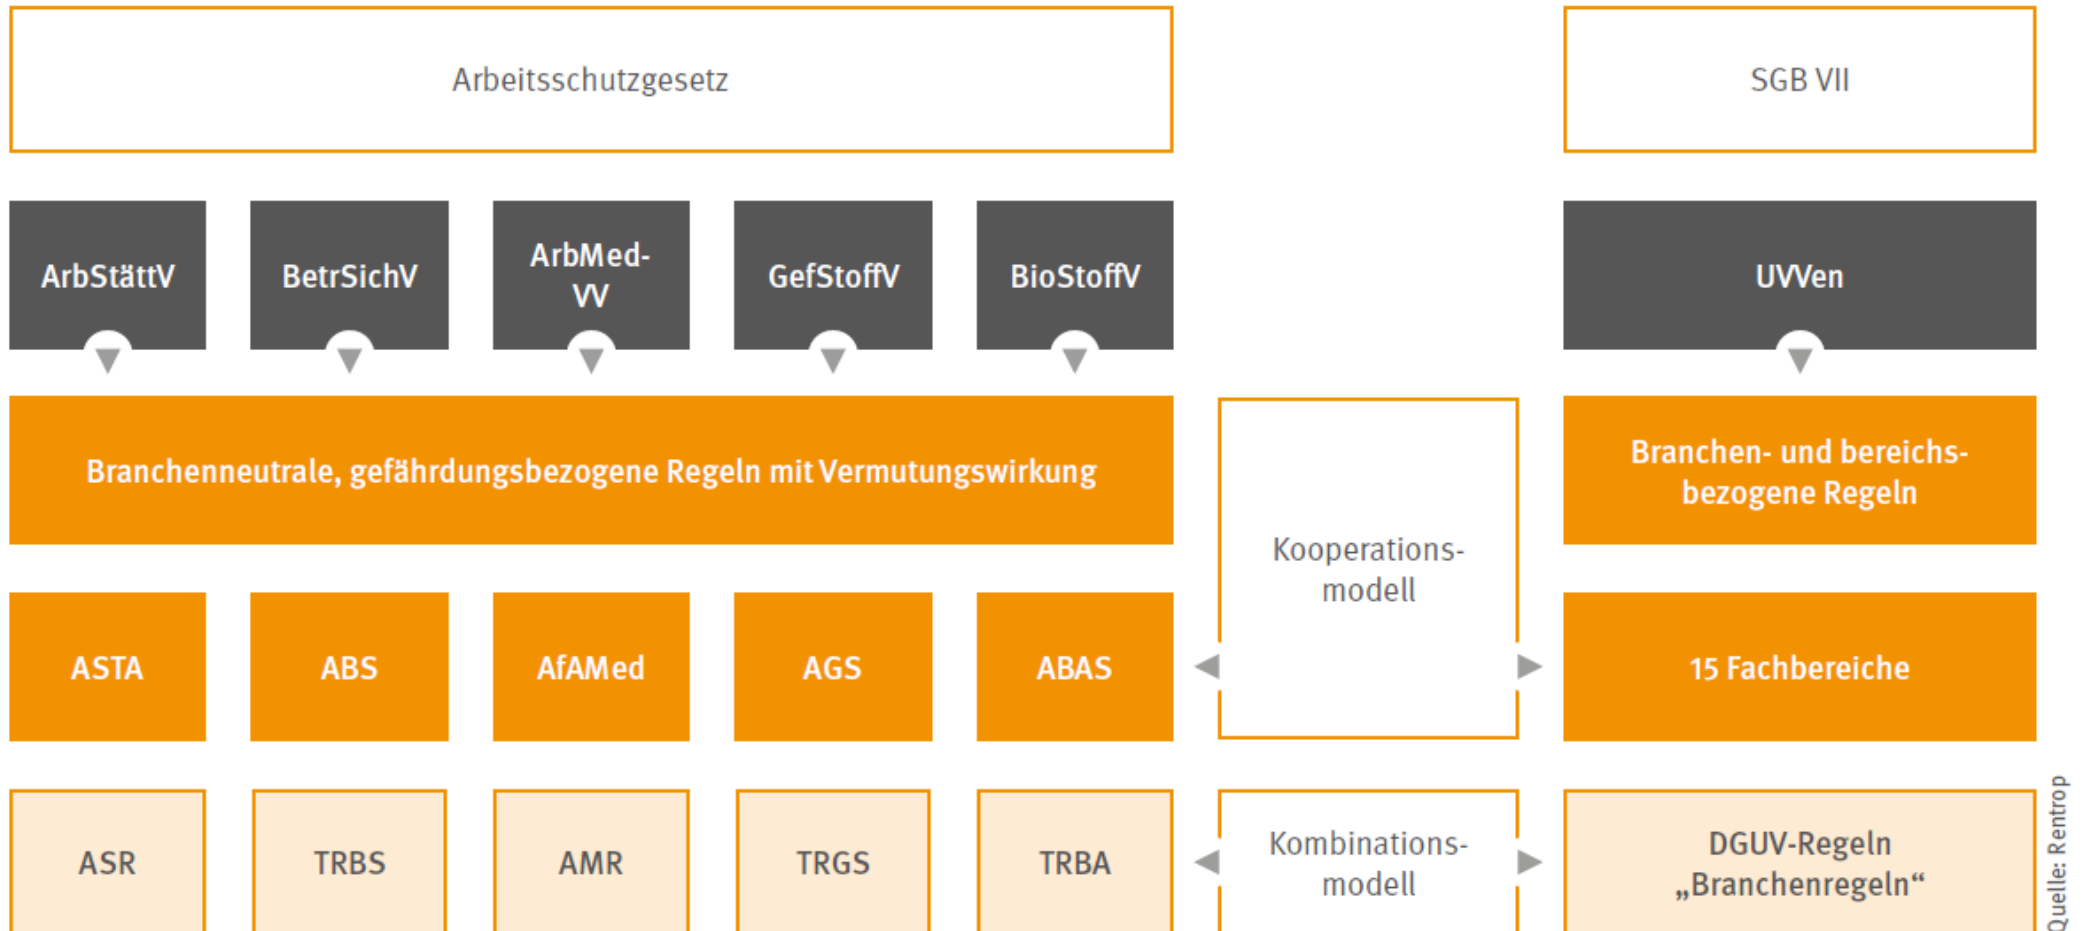 Arbeitsschutzgesetz
SGB VII
ArbStättV
BetrSichV
ArbMed-
VV
GefStoffV
BioStoffV
UVVen
Branchenneutrale, gefährdungsbezogene Regeln mit Vermutungswirkung
Branchen- und bereichs-
bezogene Regeln
Kooperations-
modell
ASTA
ABS
AfAMed
AGS
ABAS
15 Fachbereiche
ASR
TRBS
AMR
TRGS
TRBA
Kombinations-
modell
DGUV-Regeln
„Branchenregeln“
Quelle: Rentrop